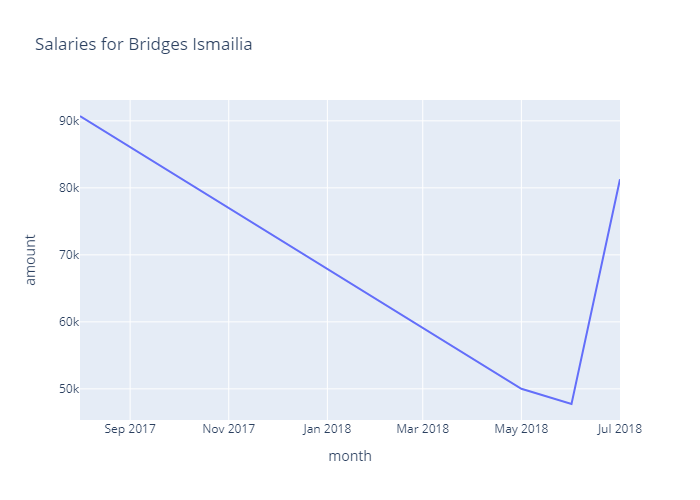 Salaries for Bridges Ismailia
90k
80k
70k
60k
50k
amount
Sep 2017
Nov 2017
Jan 2018
Mar 2018
May 2018
Jul 2018
month